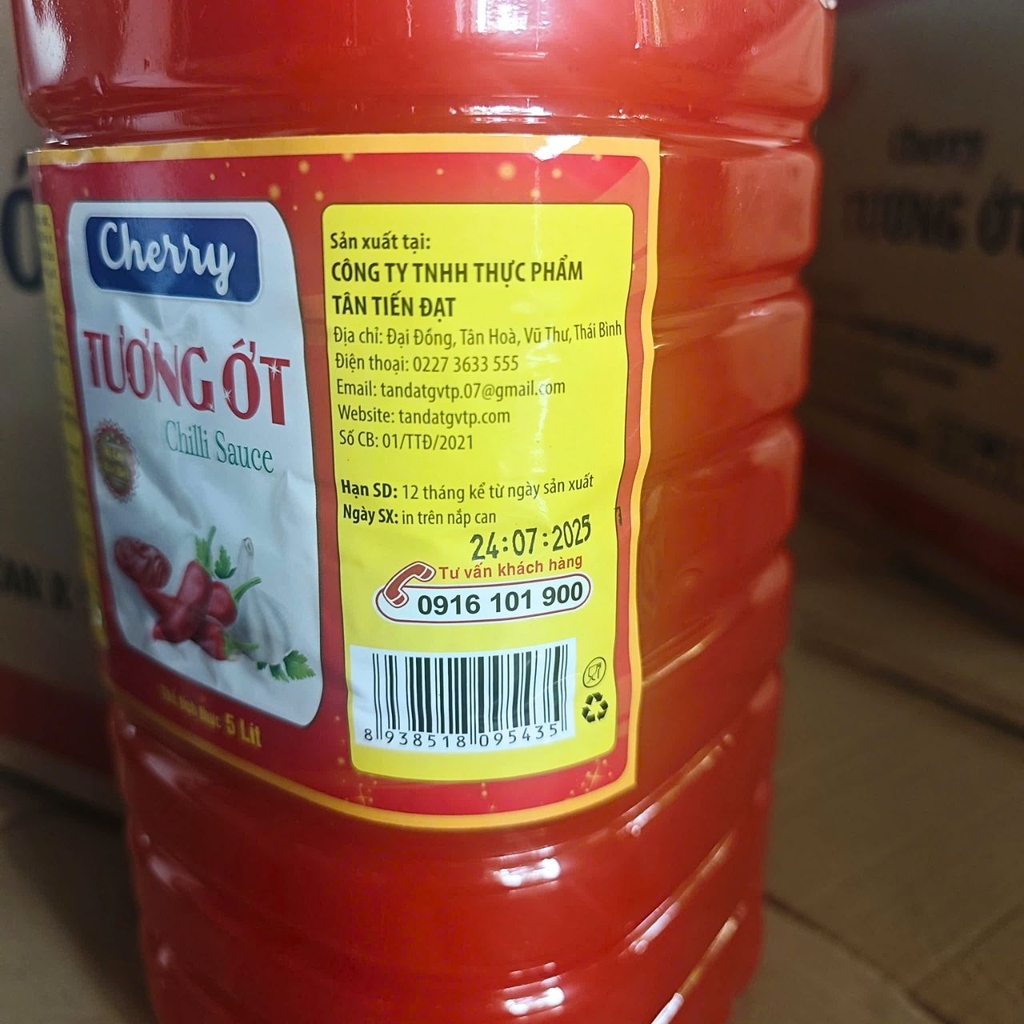 Cherry
TƯƠNG ỚT
Chilli Sauce
5 Lít
Sản xuất tại:
CÔNG TY TNHH THỰC PHẨM
TÂN TIẾN ĐẠT
Địa chỉ: Đại Đồng, Tân Hoà, Vũ Thư, Thái Bình
Điện thoại: 0227 3633 555
Email: tandatgvtp.07@gmail.com
Website: tandatgvtp.com
Số CB: 01/TTĐ/2021
Hạn SD: 12 tháng kể từ ngày sản xuất
Ngày SX: in trên nắp can
24:07:2025
Tư vấn khách hàng
0916 101 900
8 938518 095435
Cherry
TƯƠNG ỚT